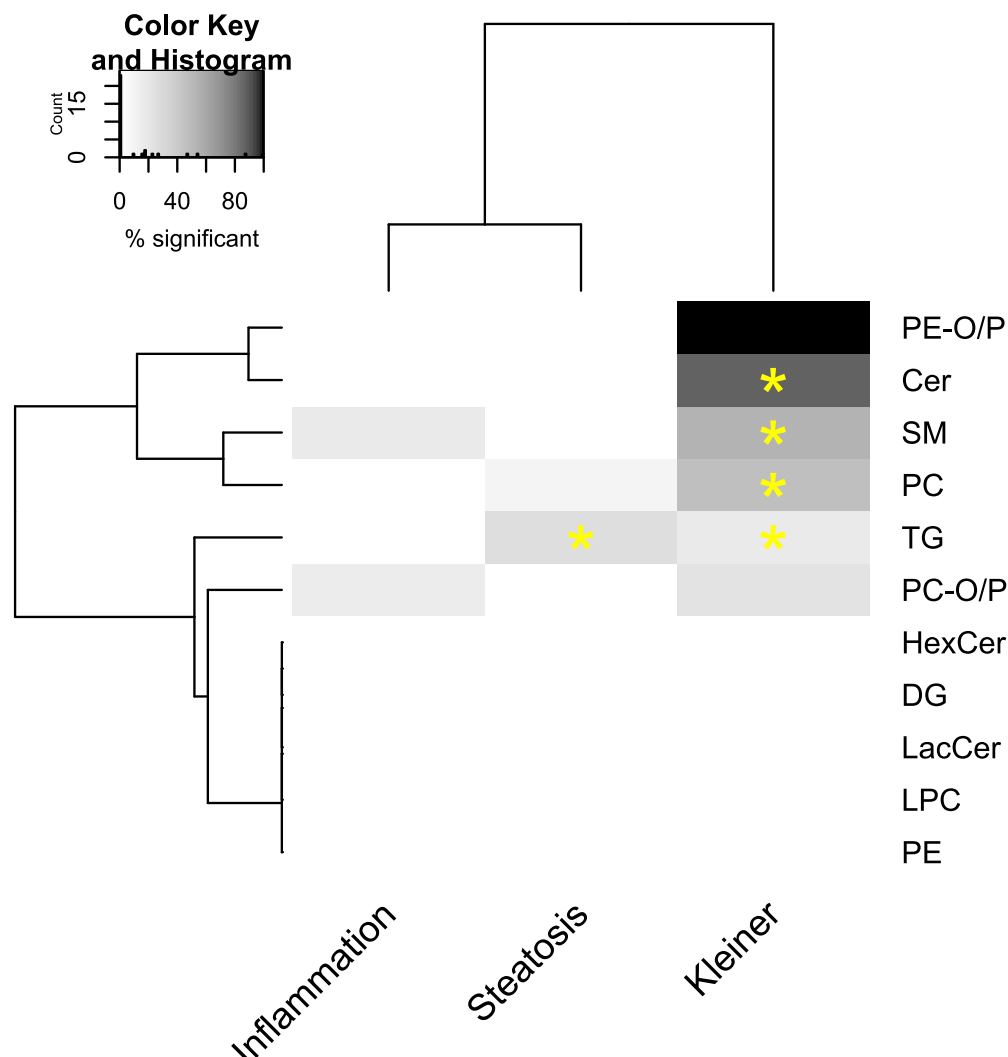 Color Key
and Histogram
Count
0 15
0 40 80
% significant
PE-O/P
Cer
*
SM
*
PC
*
TG
* *
PC-O/P
HexCer
DG
LacCer
LPC
PE
Inflammation
Steatosis
Kleiner